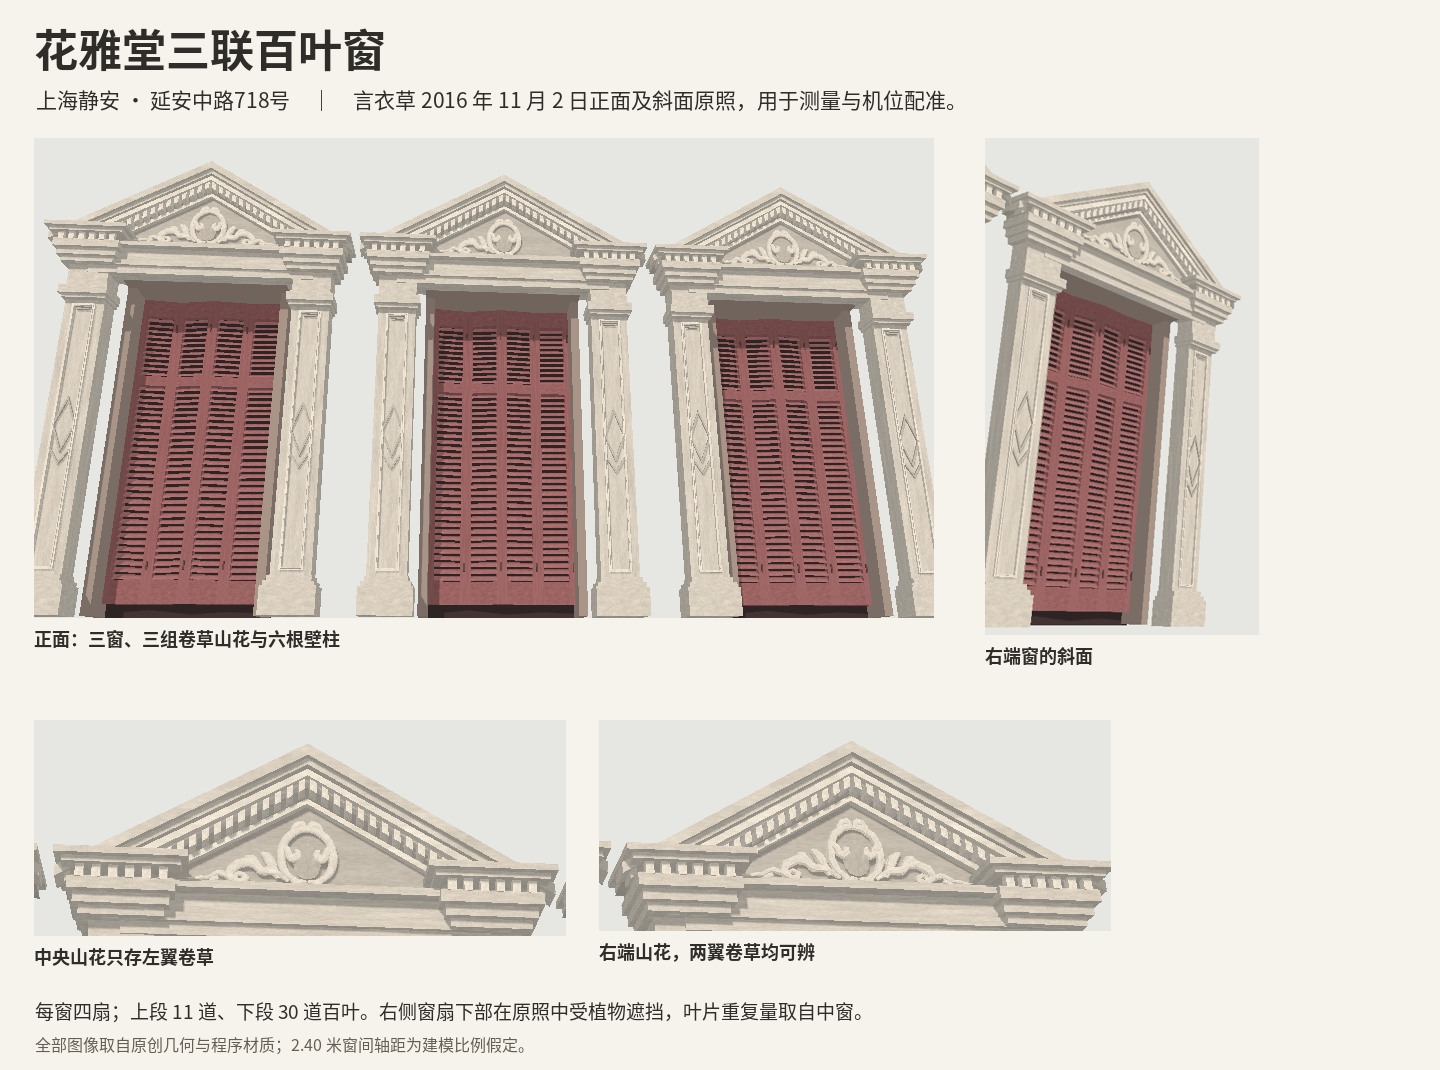 花雅堂三联百叶窗
上海静安 · 延安中路718号 ｜ 言衣草 2016 年 11 月 2 日正面及斜面原照，用于测量与机位配准。
正面：三窗、三组卷草山花与六根壁柱
右端窗的斜面
中央山花只存左翼卷草
右端山花，两翼卷草均可辨
每窗四扇；上段 11 道、下段 30 道百叶。右侧窗扇下部在原照中受植物遮挡，叶片重复量取自中窗。
全部图像取自原创几何与程序材质；2.40 米窗间轴距为建模比例假定。